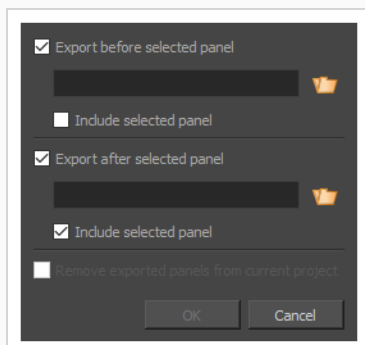 Export before selected panel
Include selected panel
Export after selected panel
Include selected panel
Remove exported panels from current project
OK
Cancel